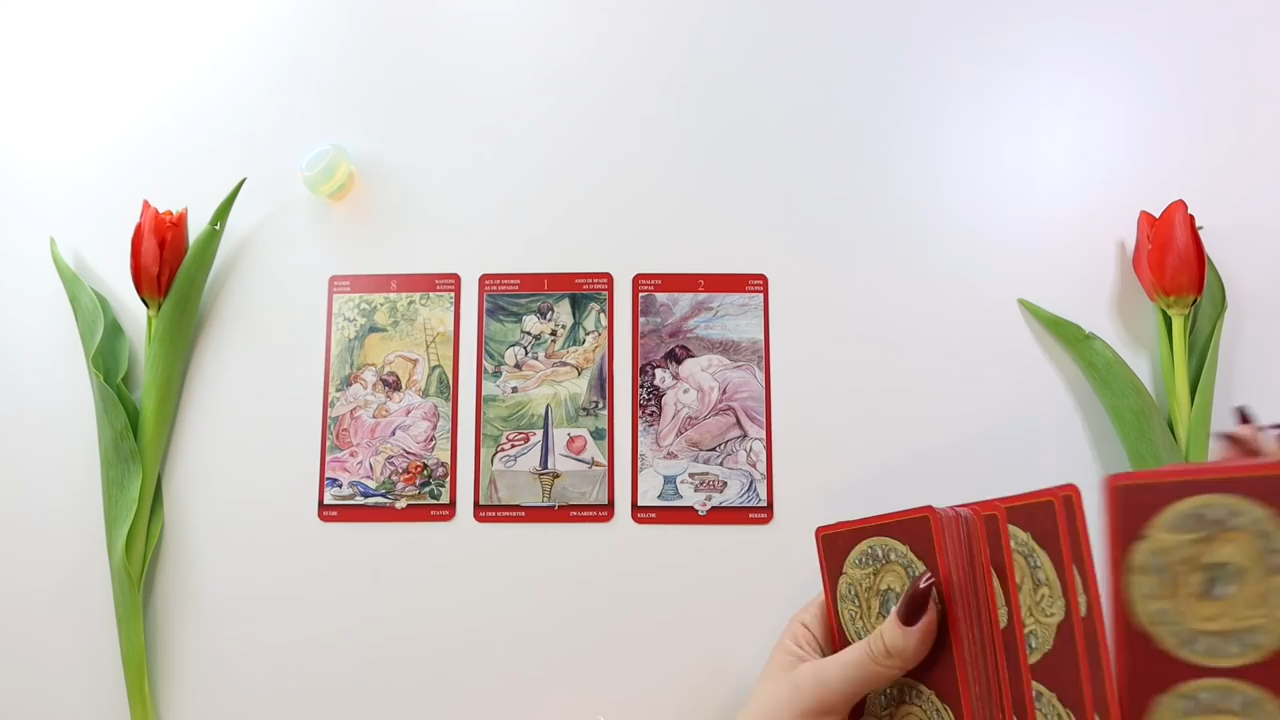 WANDS
BASTOS
8
BASTONI
BÂTONS
STÄBE
STAVEN
ACE OF SWORDS
AS DE ESPADAS
1
ASSO DI SPADE
AS D'ÉPÉES
AS DER SCHWERTER
ZWAARDEN AAS
CHALICES
COPAS
2
COPPE
COUPES
KELCHE
BEKERS